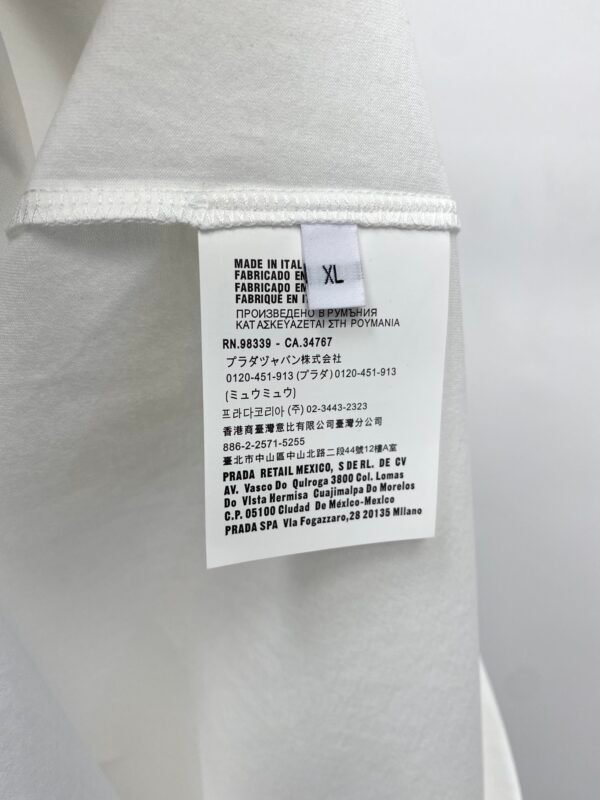 MADE IN ITAL
XL
FABRICADO EN
FABRICADO EM
FABRIQUE EN I
ПРОИЗВЕДЕНО В РУМЪНИЯ
ΚΑΤΑΣΚΕΥΑΖΕΤΑΙ ΣΤΗ ΡΟΥΜΑΝΙΑ
RN.98339 - CA.34767
プラダヅャパン株式会社
0120-451-913 (プラダ) 0120-451-913
(ミュウミュウ)
프라다코리아 (주) 02-3443-2323
香港商臺灣意比有限公司臺灣分公司
886-2-2571-5255
臺北市中山區中山北路二段44號12樓A室
PRADA RETAIL MEXICO, S DE RL. DE CV
AV. Vasco Do Quiroga 3800 Col. Lomas
Do Vista Hermisa Cuajimalpa Do Morelos
C.P. 05100 Cludad De México-Mexico
PRADA SPA Via Fogazzaro,28 20135 Milano